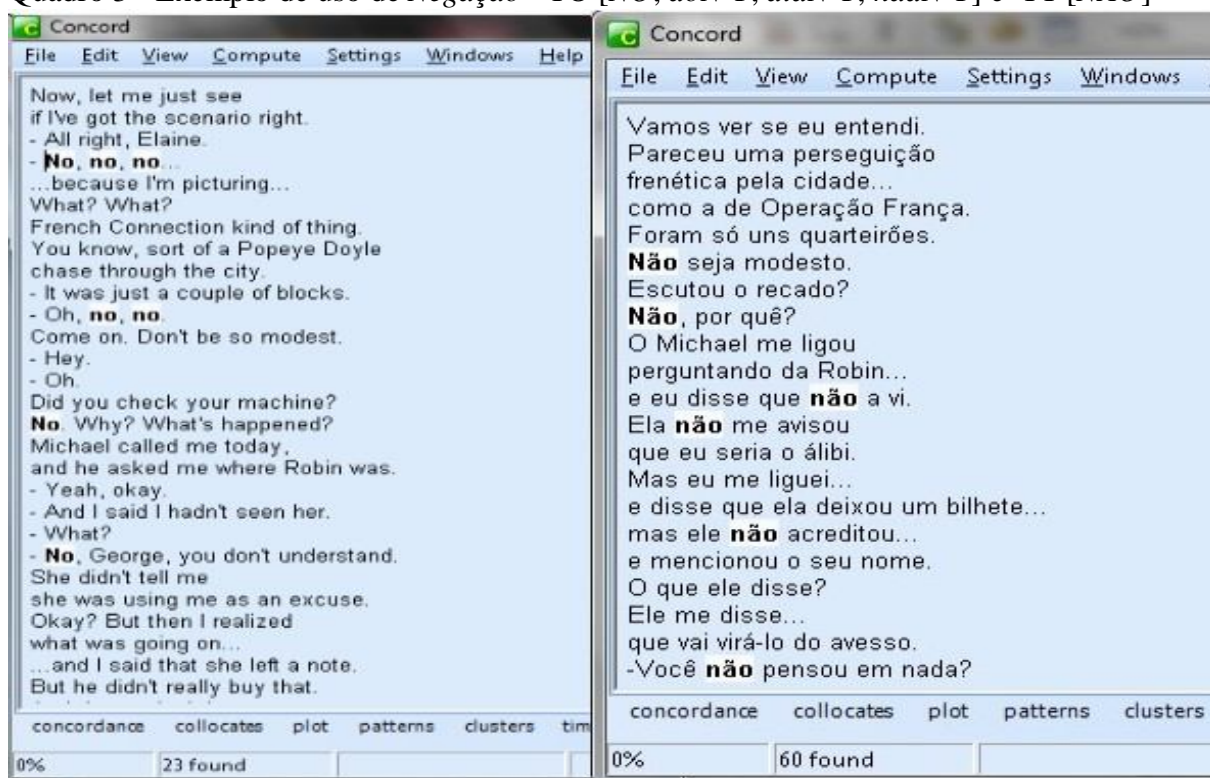 Exemplo de uso de Negação
Concord
File Edit View Compute Settings Windows Help
Now, let me just see
if I've got the scenario right.
- All right, Elaine.
- No, no, no...
...because I'm picturing...
What? What?
French Connection kind of thing.
You know, sort of a Popeye Doyle
chase through the city.
- It was just a couple of blocks.
- Oh, no, no.
Come on. Don't be so modest.
- Hey.
- Oh.
Did you check your machine?
No. Why? What's happened?
Michael called me today,
and he asked me where Robin was.
- Yeah, okay.
- And I said I hadn't seen her.
- What?
- No, George, you don't understand.
She didn't tell me
she was using me as an excuse.
Okay? But then I realized
what was going on...
...and I said that she left a note.
But he didn't really buy that.
concordance collocates plot patterns clusters tim
0% 23 found
Concord
File Edit View Compute Settings Windows
Vamos ver se eu entendi.
Pareceu uma perseguição
frenética pela cidade...
como a de Operação França.
Foram só uns quarteirões.
Não seja modesto.
Escutou o recado?
Não, por quê?
O Michael me ligou
perguntando da Robin...
e eu disse que não a vi.
Ela não me avisou
que eu seria o álibi.
Mas eu me liguei...
e disse que ela deixou um bilhete...
mas ele não acreditou...
e mencionou o seu nome.
O que ele disse?
Ele me disse...
que vai virá-lo do avesso.
-Você não pensou em nada?
concordance collocates plot patterns clusters
0% 60 found